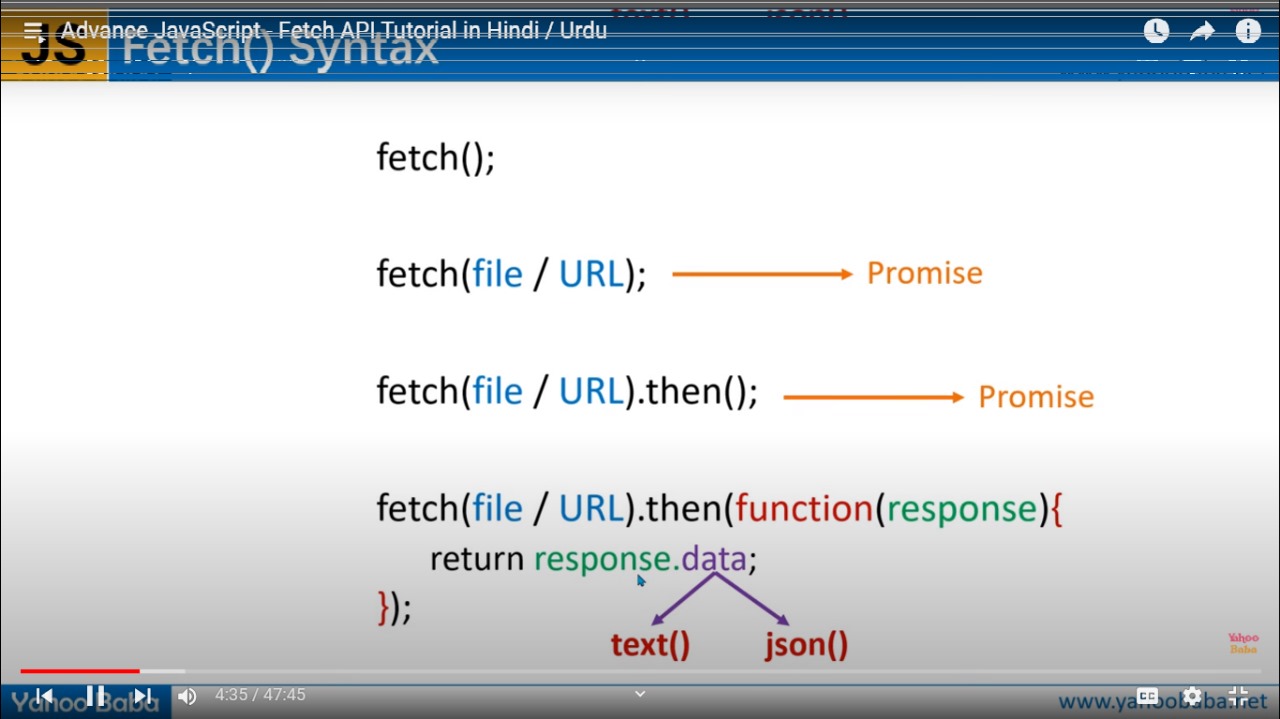 Advance JavaScript - Fetch API Tutorial in Hindi / Urdu
JS Fetch() Syntax
fetch();
fetch(file / URL); Promise
fetch(file / URL).then(); Promise
fetch(file / URL).then(function(response){
return response.data;
});
text() json()
Yahoo
Baba
4:35 / 47:45
CC
Yahoo Baba
www.yahoobaba.net